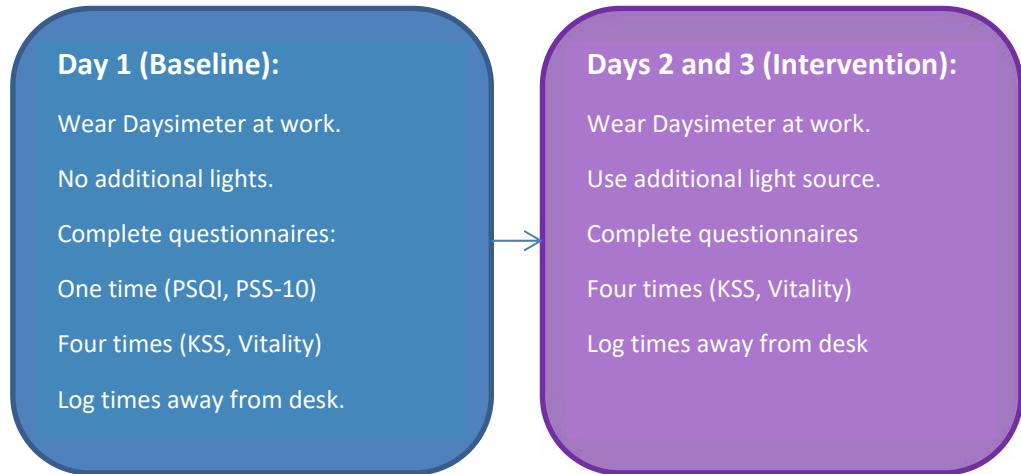 Day 1 (Baseline):
Wear Daysimeter at work.
No additional lights.
Complete questionnaires:
One time (PSQI, PSS-10)
Four times (KSS, Vitality)
Log times away from desk.
Days 2 and 3 (Intervention):
Wear Daysimeter at work.
Use additional light source.
Complete questionnaires
Four times (KSS, Vitality)
Log times away from desk